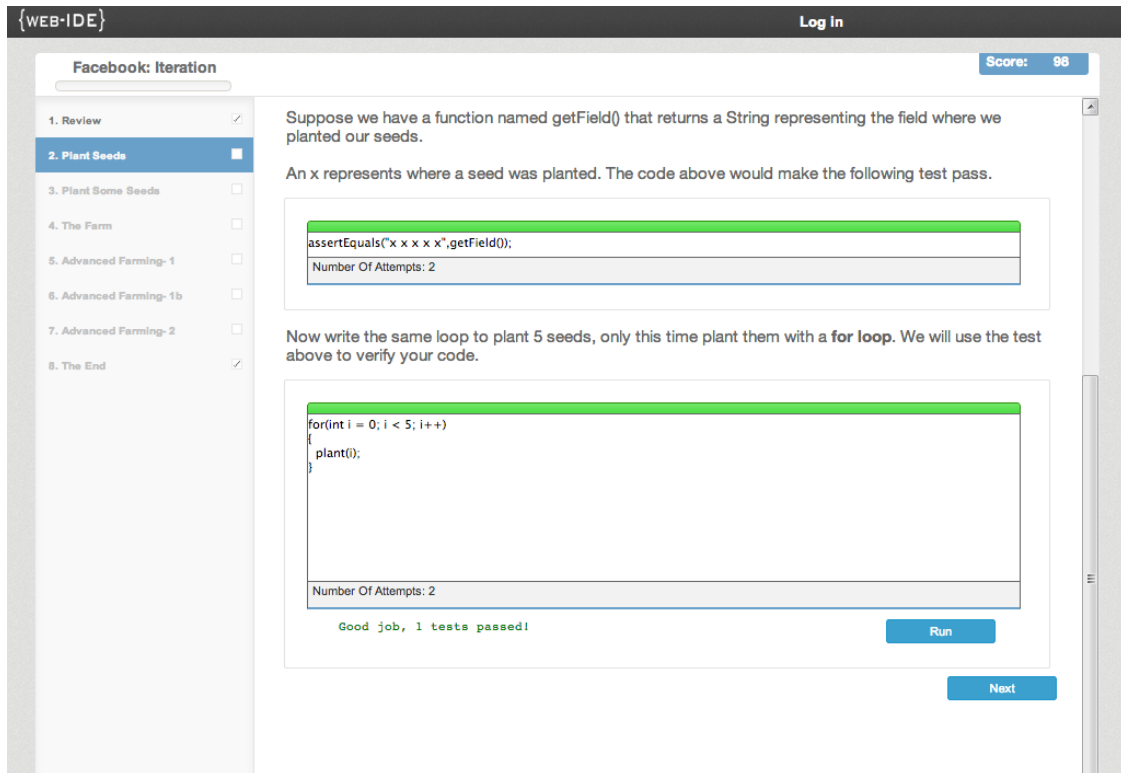 {WEB-IDE}
Log in
Facebook: Iteration
Score: 98
1. Review
2. Plant Seeds
3. Plant Some Seeds
4. The Farm
5. Advanced Farming- 1
6. Advanced Farming- 1b
7. Advanced Farming- 2
8. The End
Suppose we have a function named getField() that returns a String representing the field where we
planted our seeds.
An x represents where a seed was planted. The code above would make the following test pass.
assertEquals("x x x x x",getField());
Number Of Attempts: 2
Now write the same loop to plant 5 seeds, only this time plant them with a for loop. We will use the test
above to verify your code.
for(int i = 0; i < 5; i++)
{
plant(i);
}
Number Of Attempts: 2
Good job, 1 tests passed!
Run
Next